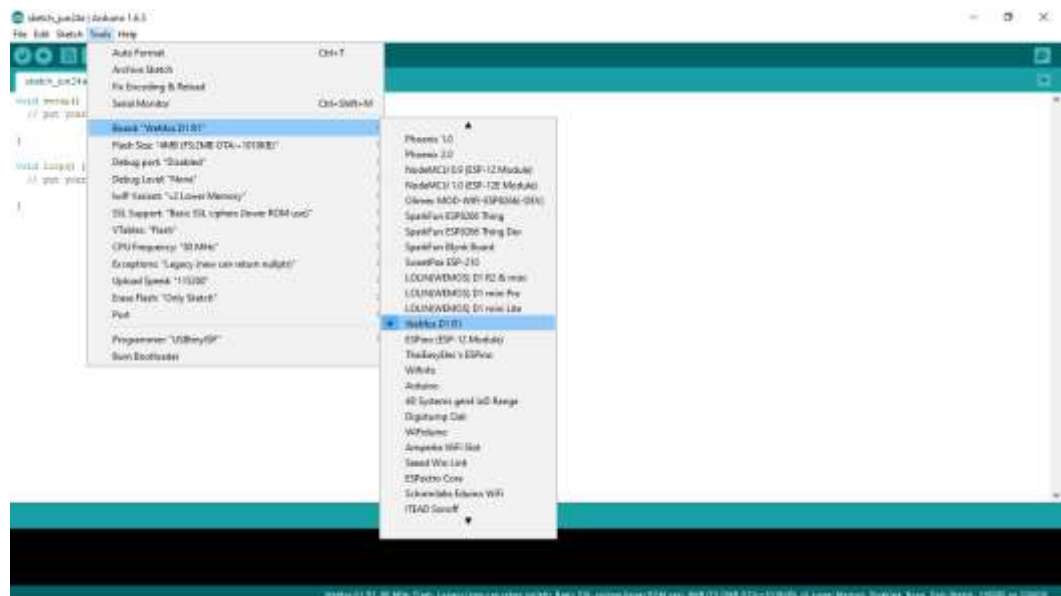 sketch_jun24a | Arduino 1.8.5
File Edit Sketch Tools Help
sketch_jun24a
void setup() {
// put your
}
void loop() {
// put your
}
Auto Format Ctrl+T
Archive Sketch
Fix Encoding & Reload
Serial Monitor Ctrl+Shift+M
Board: "WeMos D1 R1"
Flash Size: "4MB (FS:2MB OTA:~1019KB)"
Debug port: "Disabled"
Debug Level: "None"
lwIP Variant: "v2 Lower Memory"
SSL Support: "Basic SSL ciphers (lower ROM use)"
VTables: "Flash"
CPU Frequency: "80 MHz"
Exceptions: "Legacy (new can return nullptr)"
Upload Speed: "115200"
Erase Flash: "Only Sketch"
Port
Programmer: "USBtinyISP"
Burn Bootloader
Phoenix 1.0
Phoenix 2.0
NodeMCU 0.9 (ESP-12 Module)
NodeMCU 1.0 (ESP-12E Module)
Olimex MOD-WIFI-ESP8266(-DEV)
SparkFun ESP8266 Thing
SparkFun ESP8266 Thing Dev
SparkFun Blynk Board
SweetPea ESP-210
LOLIN(WEMOS) D1 R2 & mini
LOLIN(WEMOS) D1 mini Pro
LOLIN(WEMOS) D1 mini Lite
WeMos D1 R1
ESPino (ESP-12 Module)
ThaiEasyElec's ESPino
WifInfo
Arduino
4D Systems gen4 IoD Range
Digistump Oak
WiFiduino
Amperka WiFi Slot
Seeed Wio Link
ESPectro Core
Schirmilabs Eduino WiFi
ITEAD Sonoff